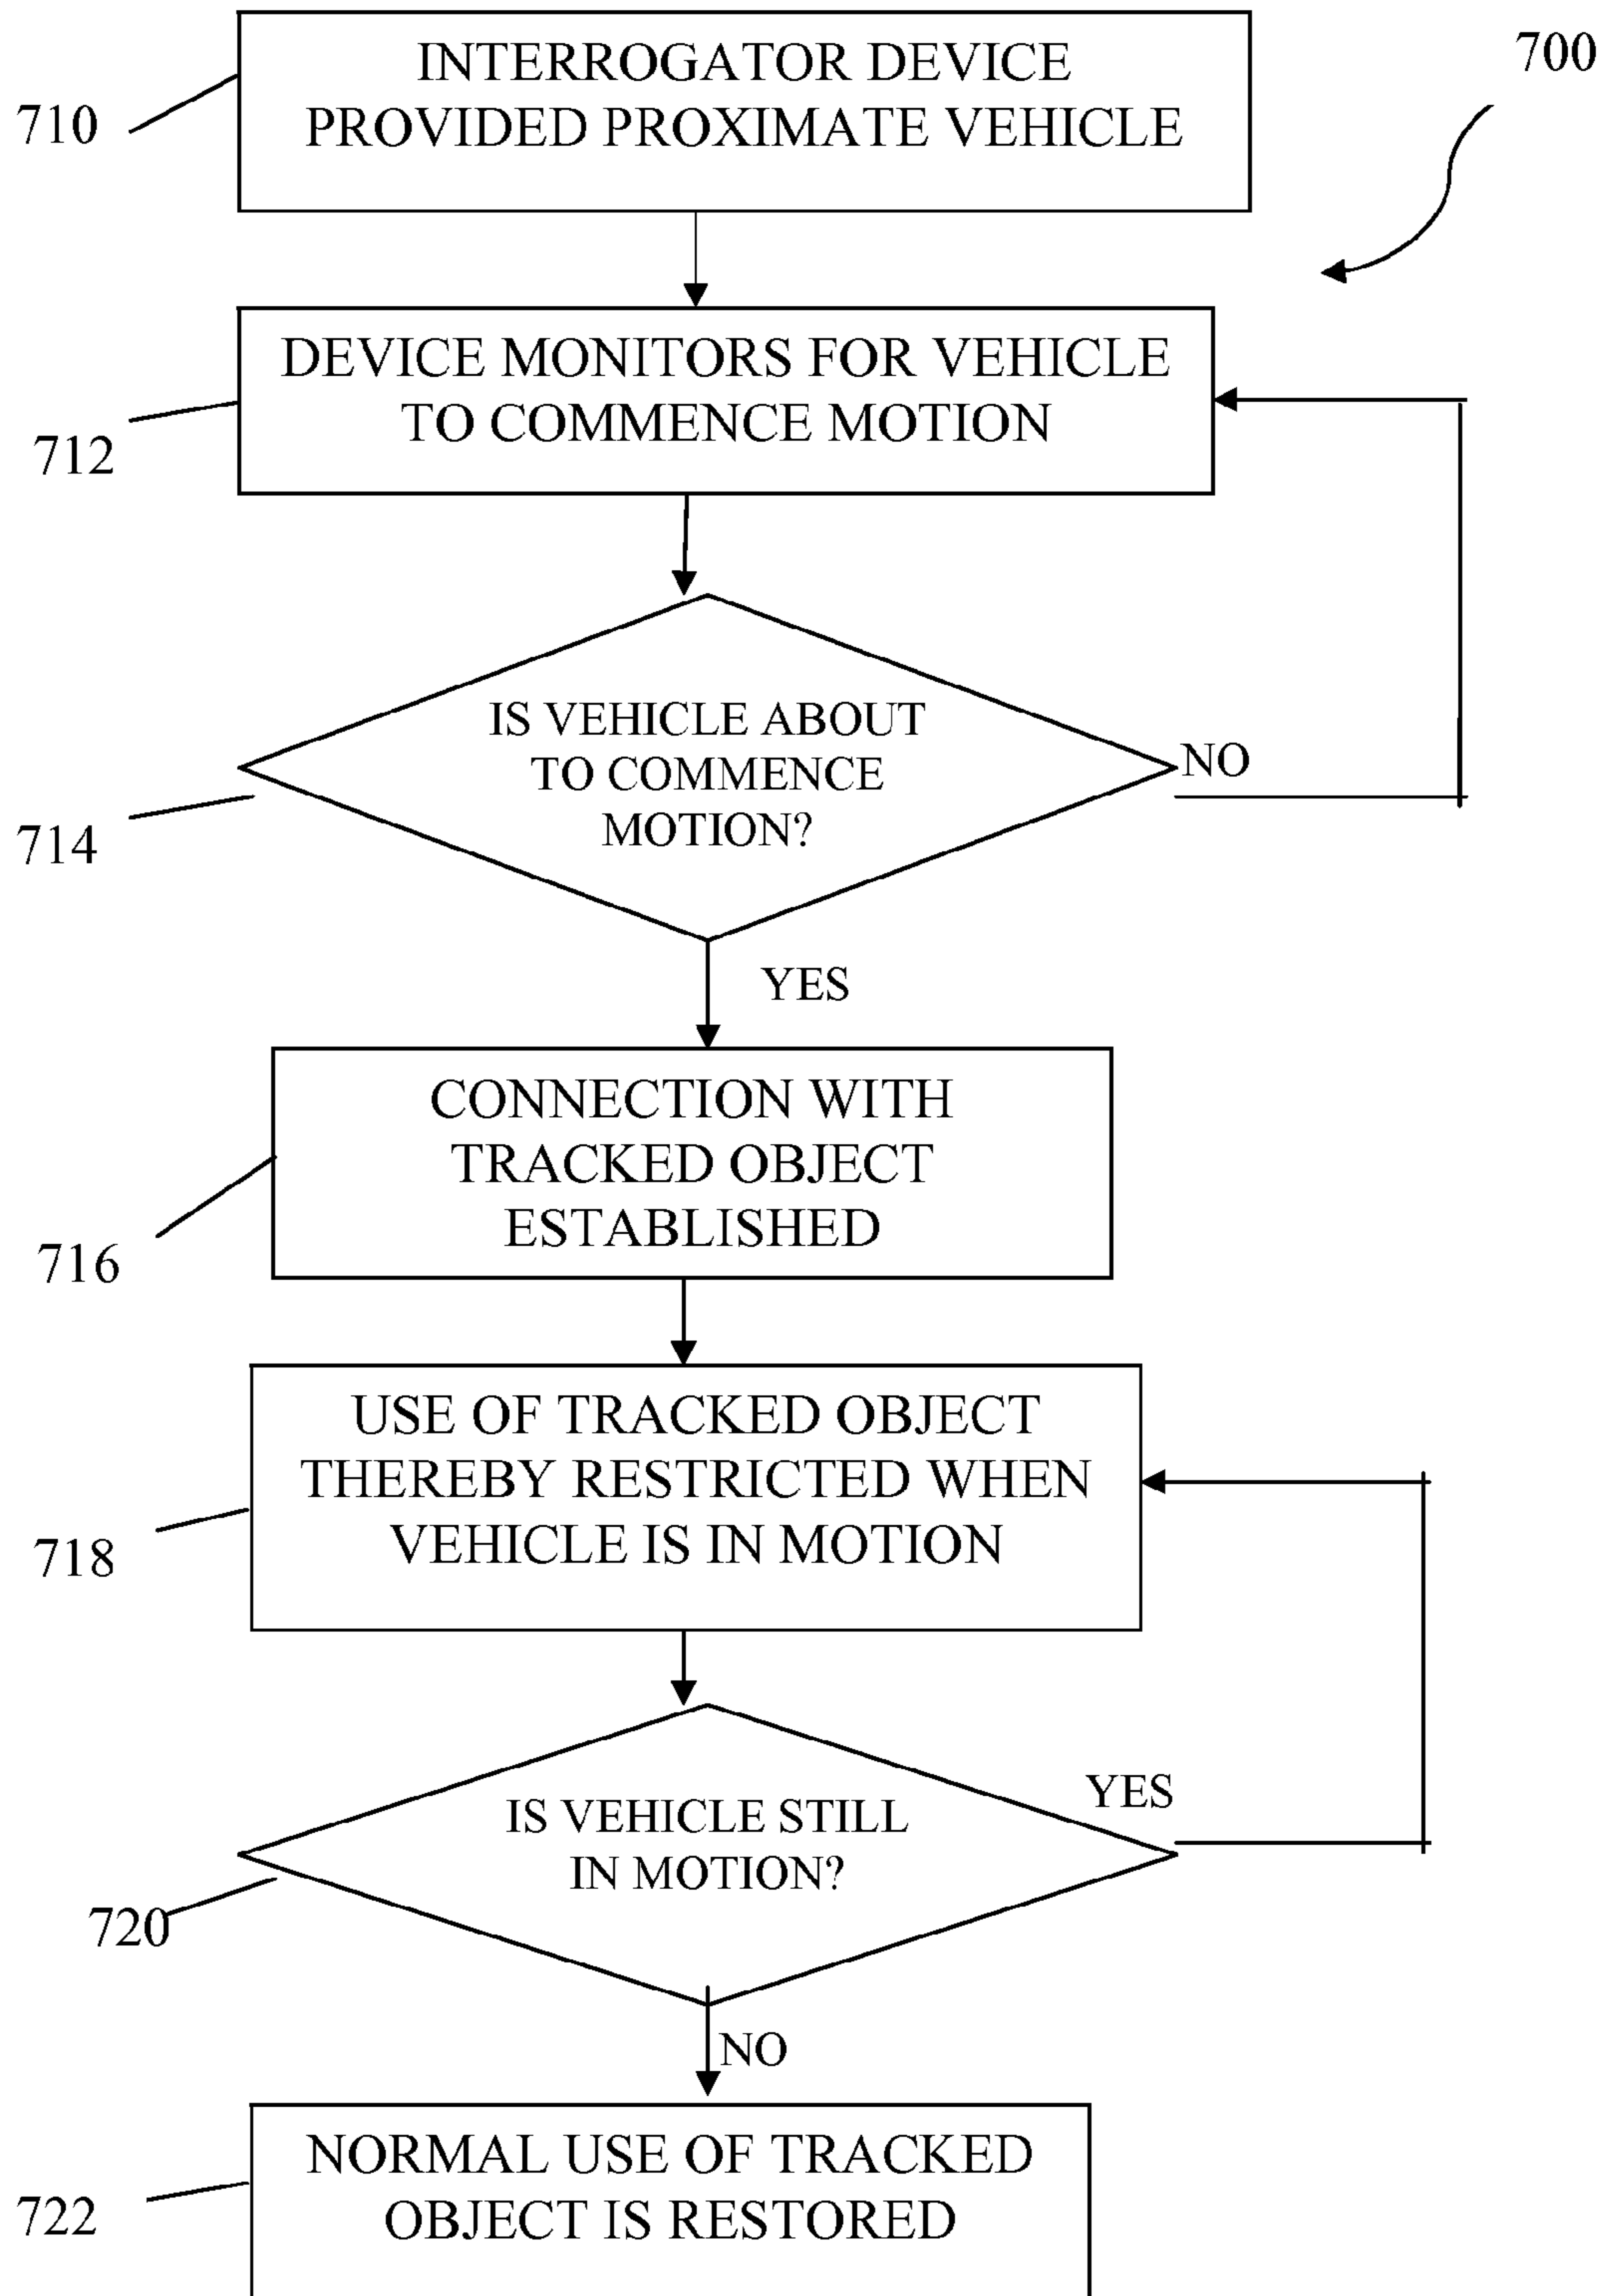 INTERROGATOR DEVICE
PROVIDED PROXIMATE VEHICLE
700
710
DEVICE MONITORS FOR VEHICLE
TO COMMENCE MOTION
712
IS VEHICLE ABOUT
TO COMMENCE
MOTION?
NO
714
YES
CONNECTION WITH
TRACKED OBJECT
ESTABLISHED
716
USE OF TRACKED OBJECT
THEREBY RESTRICTED WHEN
VEHICLE IS IN MOTION
718
IS VEHICLE STILL
IN MOTION?
YES
720
NO
NORMAL USE OF TRACKED
OBJECT IS RESTORED
722